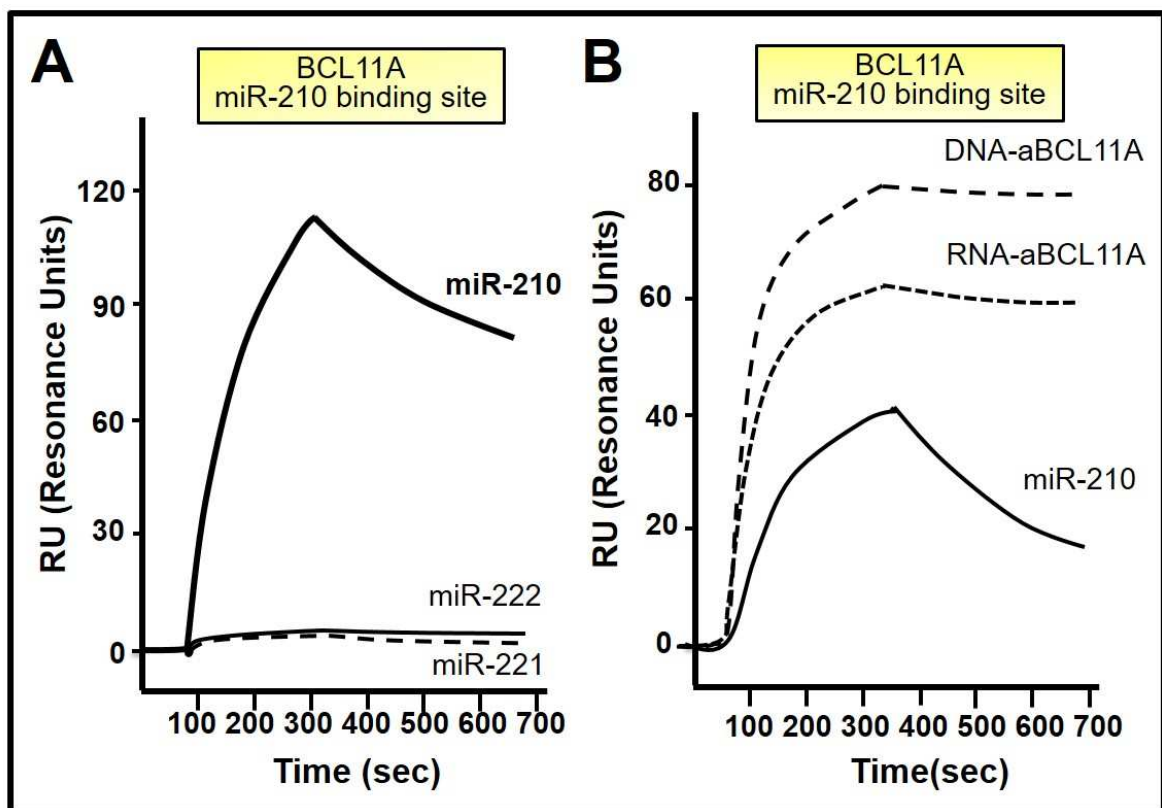 A
BCL11A
miR-210 binding site
RU (Resonance Units)
120
90
60
30
0
miR-210
miR-222
miR-221
100 200 300 400 500 600 700
Time (sec)
B
BCL11A
miR-210 binding site
RU (Resonance Units)
80
60
40
20
0
DNA-aBCL11A
RNA-aBCL11A
miR-210
100 200 300 400 500 600 700
Time(sec)